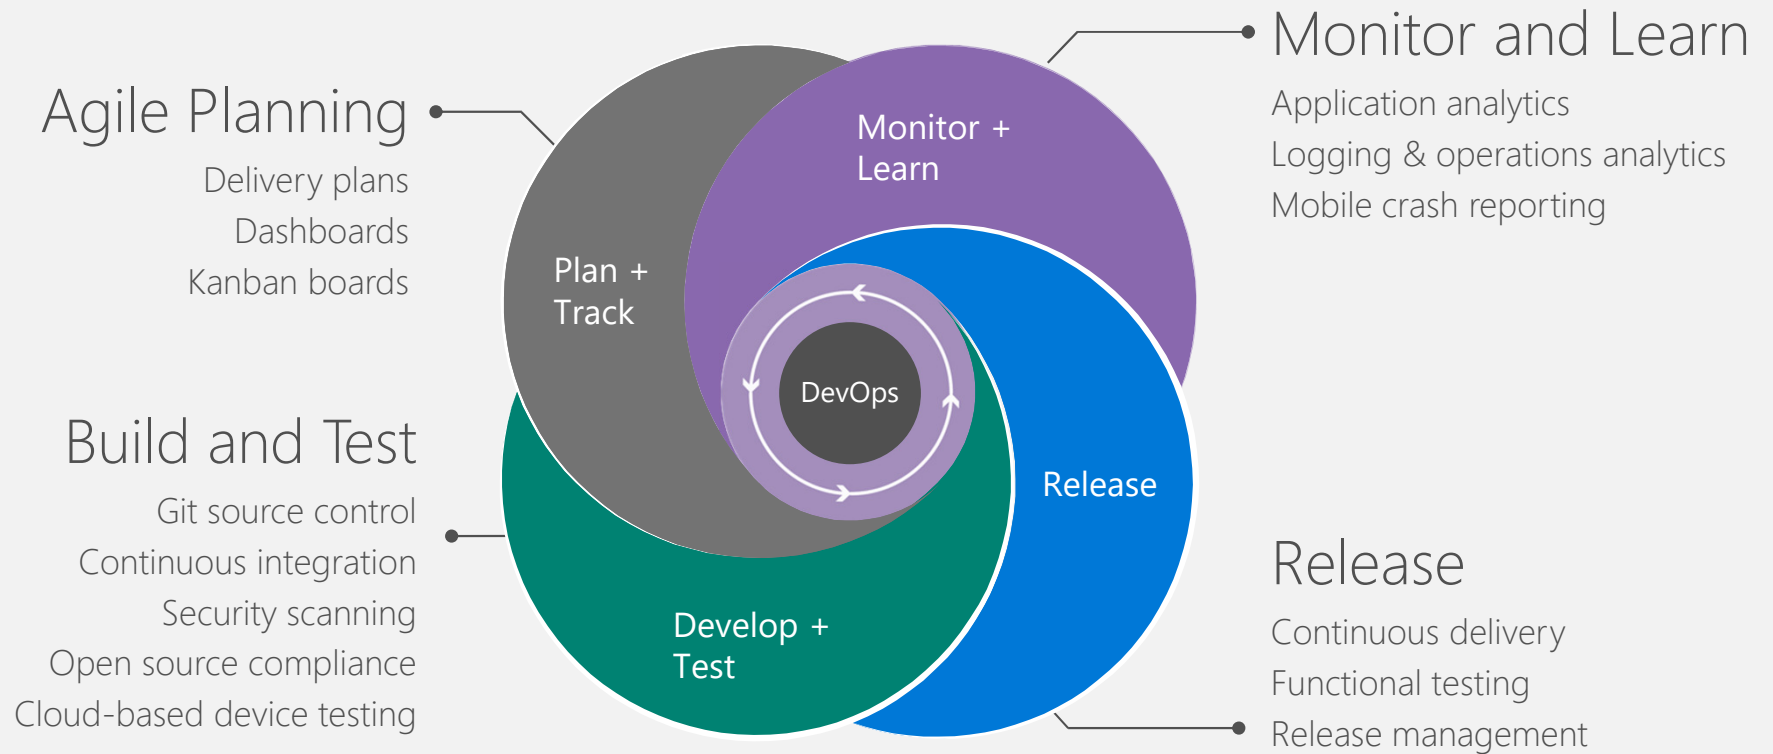 Agile Planning
Delivery plans
Dashboards
Kanban boards
Build and Test
Git source control
Continuous integration
Security scanning
Open source compliance
Cloud-based device testing
Plan +
Track
Monitor +
Learn
DevOps
Release
Develop +
Test
Monitor and Learn
Application analytics
Logging & operations analytics
Mobile crash reporting
Release
Continuous delivery
Functional testing
Release management